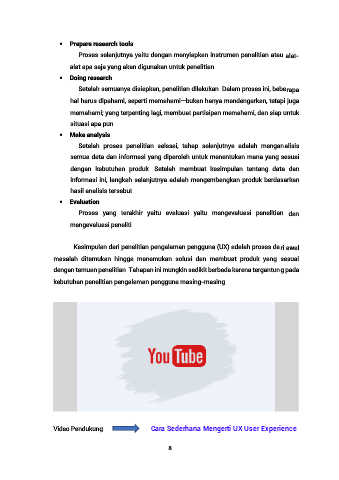 • Prepare research tools
Proses selanjutnya yaitu dengan menyiapkan instrumen penelitian atau alat-
alat apa saja yang akan digunakan untuk penelitian
• Doing research
Setelah semuanya disiapkan, penelitian dilakukan Dalam proses ini, beberapa
hal harus dipahami, seperti memahami—bukan hanya mendengarkan, tetapi juga
memahami; yang terpenting lagi, membuat partisipan memahami, dan siap untuk
situasi apa pun
• Make analysis
Setelah proses penelitian selesai, tahap selanjutnya adalah menganalisis
semua data dan informasi yang diperoleh untuk menentukan mana yang sesuai
dengan kebutuhan produk Setelah membuat kesimpulan tentang data dan
informasi ini, langkah selanjutnya adalah mengembangkan produk berdasarkan
hasil analisis tersebut
• Evaluation
Proses yang terakhir yaitu evaluasi yaitu mengevaluasi penelitian dan
mengevaluasi peneliti
Kesimpulan dari penelitian pengalaman pengguna (UX) adalah proses dari awal
masalah ditemukan hingga menemukan solusi dan membuat produk yang sesuai
dengan temuan penelitian Tahapan ini mungkin sedikit berbeda karena tergantung pada
kebutuhan penelitian pengalaman pengguna masing-masing
YouTube
Video Pendukung Cara Sederhana Mengerti UX User Experience
8